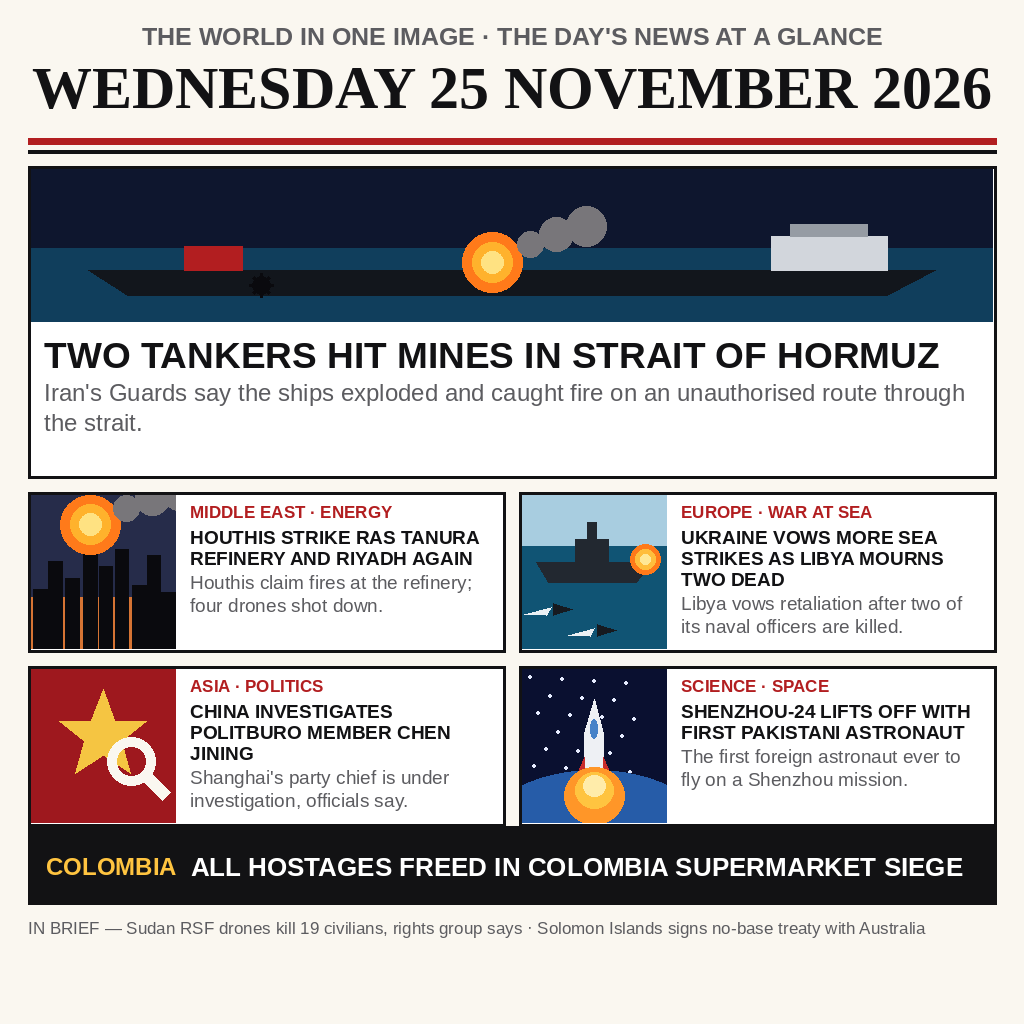 THE WORLD IN ONE IMAGE · THE DAY'S NEWS AT A GLANCE
WEDNESDAY 25 NOVEMBER 2026
TWO TANKERS HIT MINES IN STRAIT OF HORMUZ
Iran's Guards say the ships exploded and caught fire on an unauthorised route through
the strait.
MIDDLE EAST · ENERGY
HOUTHIS STRIKE RAS TANURA
REFINERY AND RIYADH AGAIN
Houthis claim fires at the refinery;
four drones shot down.
EUROPE · WAR AT SEA
UKRAINE VOWS MORE SEA
STRIKES AS LIBYA MOURNS
TWO DEAD
Libya vows retaliation after two of
its naval officers are killed.
ASIA · POLITICS
CHINA INVESTIGATES
POLITBURO MEMBER CHEN
JINING
Shanghai's party chief is under
investigation, officials say.
SCIENCE · SPACE
SHENZHOU-24 LIFTS OFF WITH
FIRST PAKISTANI ASTRONAUT
The first foreign astronaut ever to
fly on a Shenzhou mission.
COLOMBIA ALL HOSTAGES FREED IN COLOMBIA SUPERMARKET SIEGE
IN BRIEF — Sudan RSF drones kill 19 civilians, rights group says · Solomon Islands signs no-base treaty with Australia